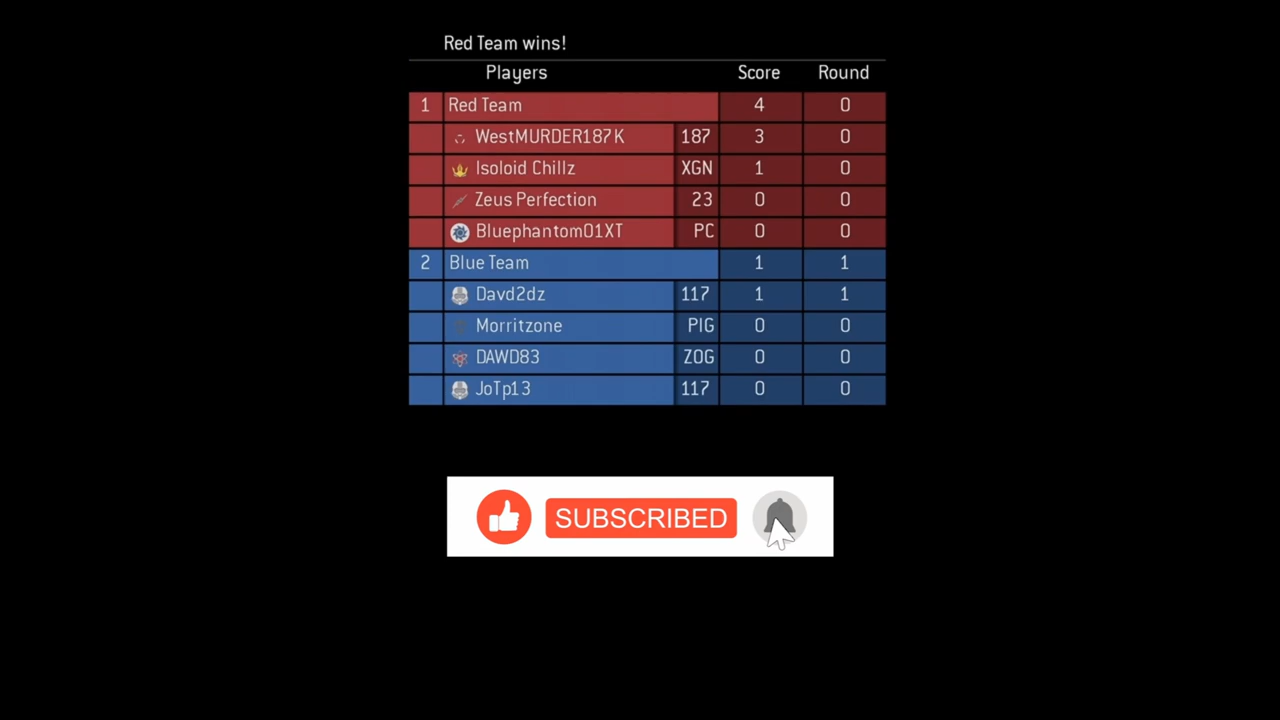 Red Team wins!
Players Score Round
1 Red Team 4 0
WestMURDER187K 187 3 0
Isoloid Chillz XGN 1 0
Zeus Perfection 23 0 0
Bluephantom01XT PC 0 0
2 Blue Team 1 1
Davd2dz 117 1 1
Morritzone PIG 0 0
DAWD83 ZOG 0 0
JoTp13 117 0 0
SUBSCRIBED